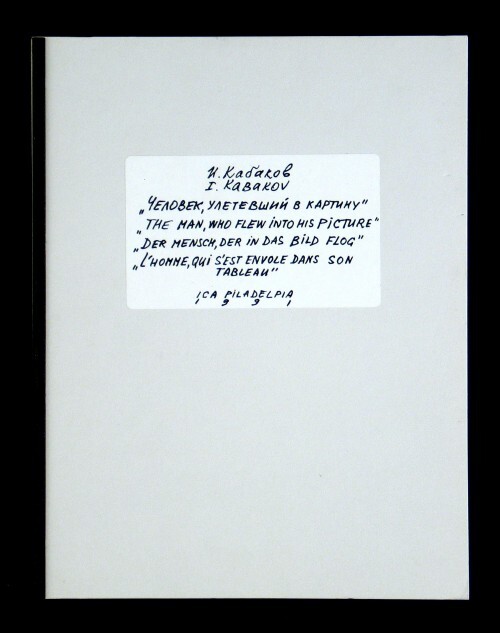 И. Кабаков
I. KABAKOV
„ЧЕЛОВЕК, УЛЕТЕВШИЙ В КАРТИНУ"
„THE MAN, WHO FLEW INTO HIS PICTURE"
„DER MENSCH, DER IN DAS BILD FLOG"
„L'HOMME, QUI S'EST ENVOLE DANS SON
TABLEAU"
ICA PILADELPIA
1 9 9 1